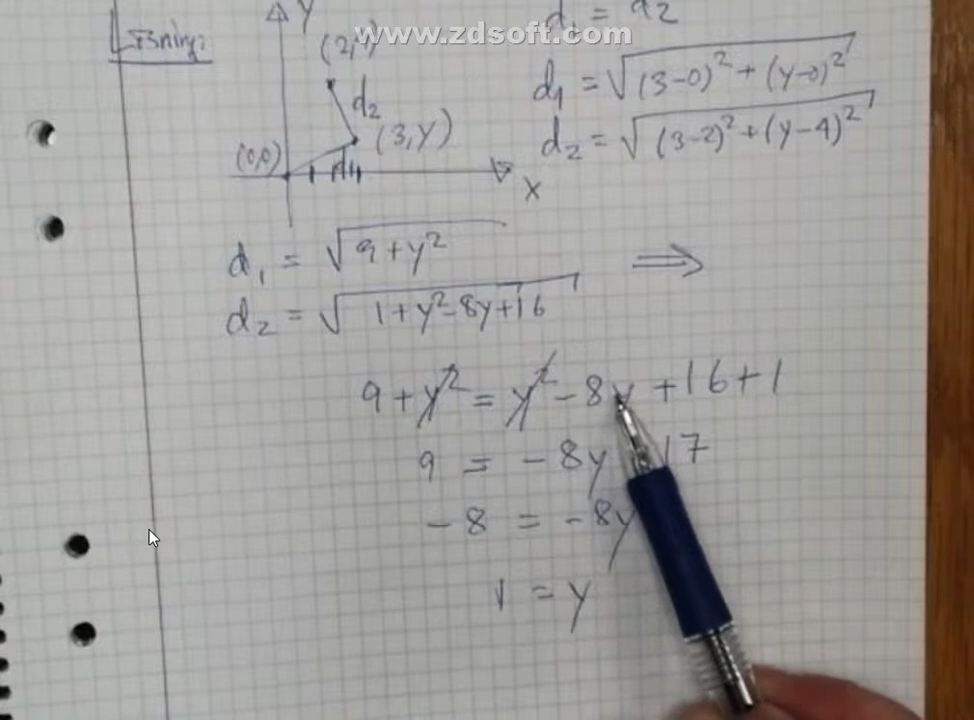 www.zdsoft.com
y
d₁ = d₂
(2,4)
d₁ = √(3-0)² + (y-0)²
d₂
(3, y)
d₂ = √(3-2)² + (y-4)²
(0,0)
d₁
x
d₁ = √9 + y²
⟹
d₂ = √1 + y² - 8y + 16
9 + y² = y² - 8y + 16 + 1
9 = -8y 17
-8 = -8y
1 = y